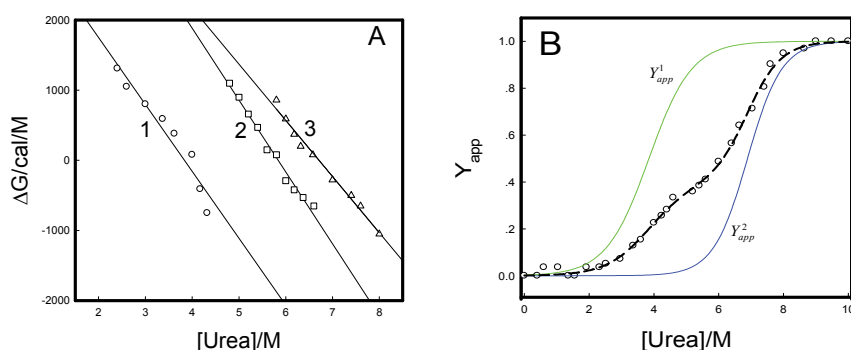 A
ΔG/cal/M
2000
1000
0
-1000
-2000
1
2
3
2 3 4 5 6 7 8
[Urea]/M
B
Y_app
1.0
.8
.6
.4
.2
0.0
Y^1_app
Y^2_app
0 2 4 6 8 10
[Urea]/M